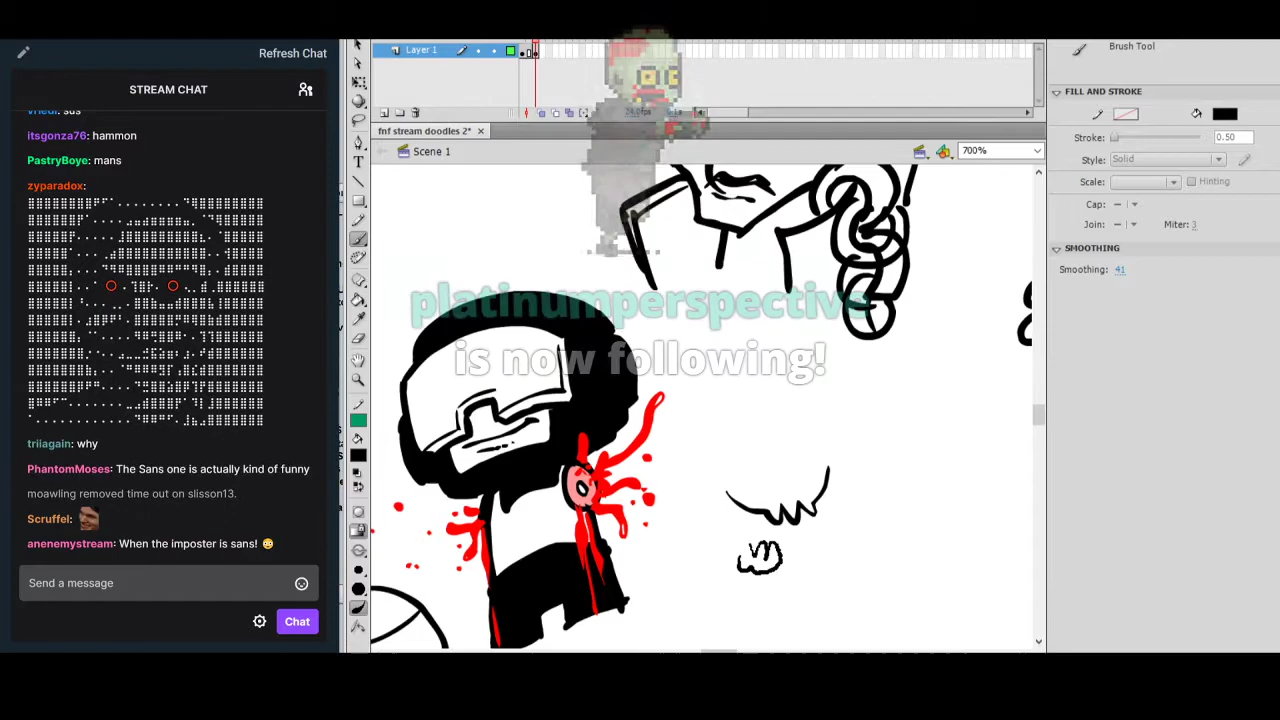 Refresh Chat
STREAM CHAT
vriedi: sus
itsgonza76: hammon
PastryBoye: mans
zyparadox:
triiagain: why
PhantomMoses: The Sans one is actually kind of funny
moawling removed time out on slisson13.
Scruffel:
anenemystream: When the imposter is sans!
Send a message
Chat
Layer 1
fnf stream doodles 2*
Scene 1
700%
platinumperspective
is now following!
Brush Tool
FILL AND STROKE
Stroke: 0.50
Style: Solid
Scale: Hinting
Cap:
Join: Miter: 3
SMOOTHING
Smoothing: 41